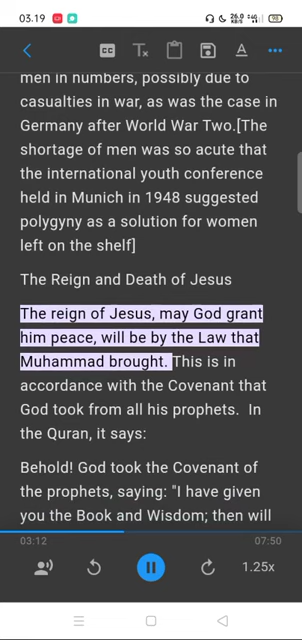 03.19
26.0
KB/S
98
CC
men in numbers, possibly due to
casualties in war, as was the case in
Germany after World War Two.[The
shortage of men was so acute that
the international youth conference
held in Munich in 1948 suggested
polygyny as a solution for women
left on the shelf]
The Reign and Death of Jesus
The reign of Jesus, may God grant
him peace, will be by the Law that
Muhammad brought. This is in
accordance with the Covenant that
God took from all his prophets. In
the Quran, it says:
Behold! God took the Covenant of
the prophets, saying: "I have given
you the Book and Wisdom; then will
03:12
07:50
1.25x